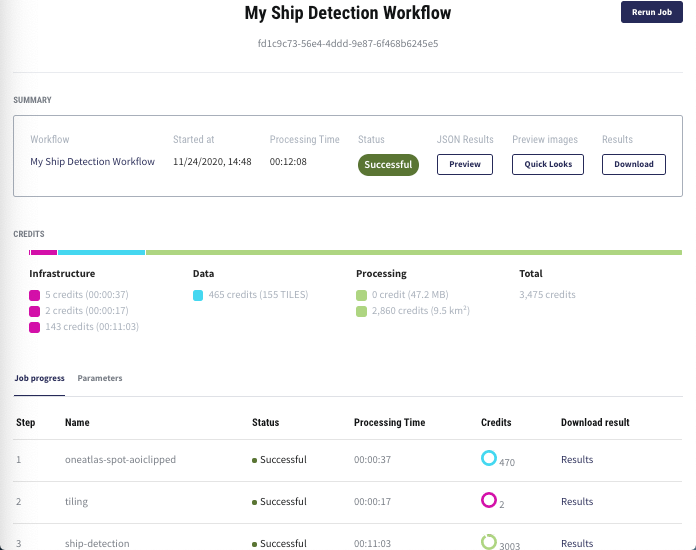 My Ship Detection Workflow
Rerun Job
fd1c9c73-56e4-4ddd-9e87-6f468b6245e5
SUMMARY
Workflow Started at Processing Time Status JSON Results Preview images Results
My Ship Detection Workflow 11/24/2020, 14:48 00:12:08 Successful Preview Quick Looks Download
CREDITS
Infrastructure Data Processing Total
5 credits (00:00:37) 465 credits (155 TILES) 0 credit (47.2 MB) 3,475 credits
2 credits (00:00:17) 2,860 credits (9.5 km²)
143 credits (00:11:03)
Job progress Parameters
Step Name Status Processing Time Credits Download result
1 oneatlas-spot-aoiclipped Successful 00:00:37 470 Results
2 tiling Successful 00:00:17 2 Results
3 ship-detection Successful 00:11:03 3003 Results